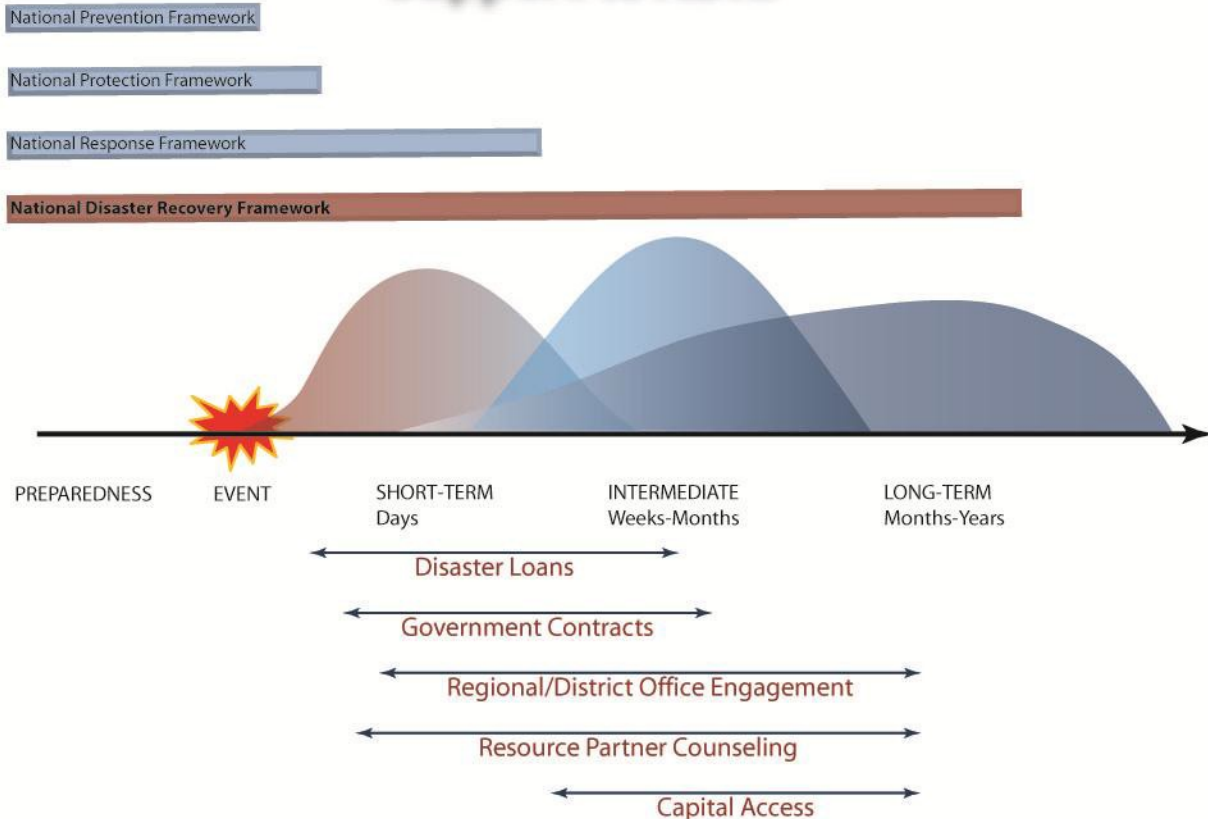 National Prevention Framework
National Protection Framework
National Response Framework
National Disaster Recovery Framework
PREPAREDNESS
EVENT
SHORT-TERM
Days
INTERMEDIATE
Weeks-Months
LONG-TERM
Months-Years
Disaster Loans
Government Contracts
Regional/District Office Engagement
Resource Partner Counseling
Capital Access